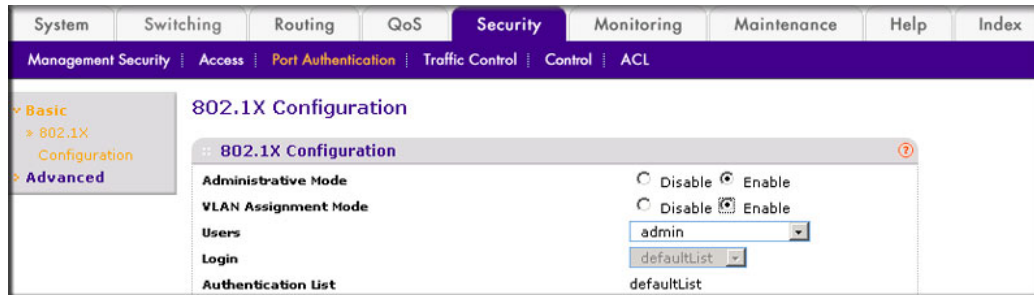 System Switching Routing QoS Security Monitoring Maintenance Help Index
Management Security Access Port Authentication Traffic Control Control ACL
Basic
» 802.1X
Configuration
Advanced
802.1X Configuration
802.1X Configuration ?
Administrative Mode Disable Enable
VLAN Assignment Mode Disable Enable
Users admin
Login defaultList
Authentication List defaultList